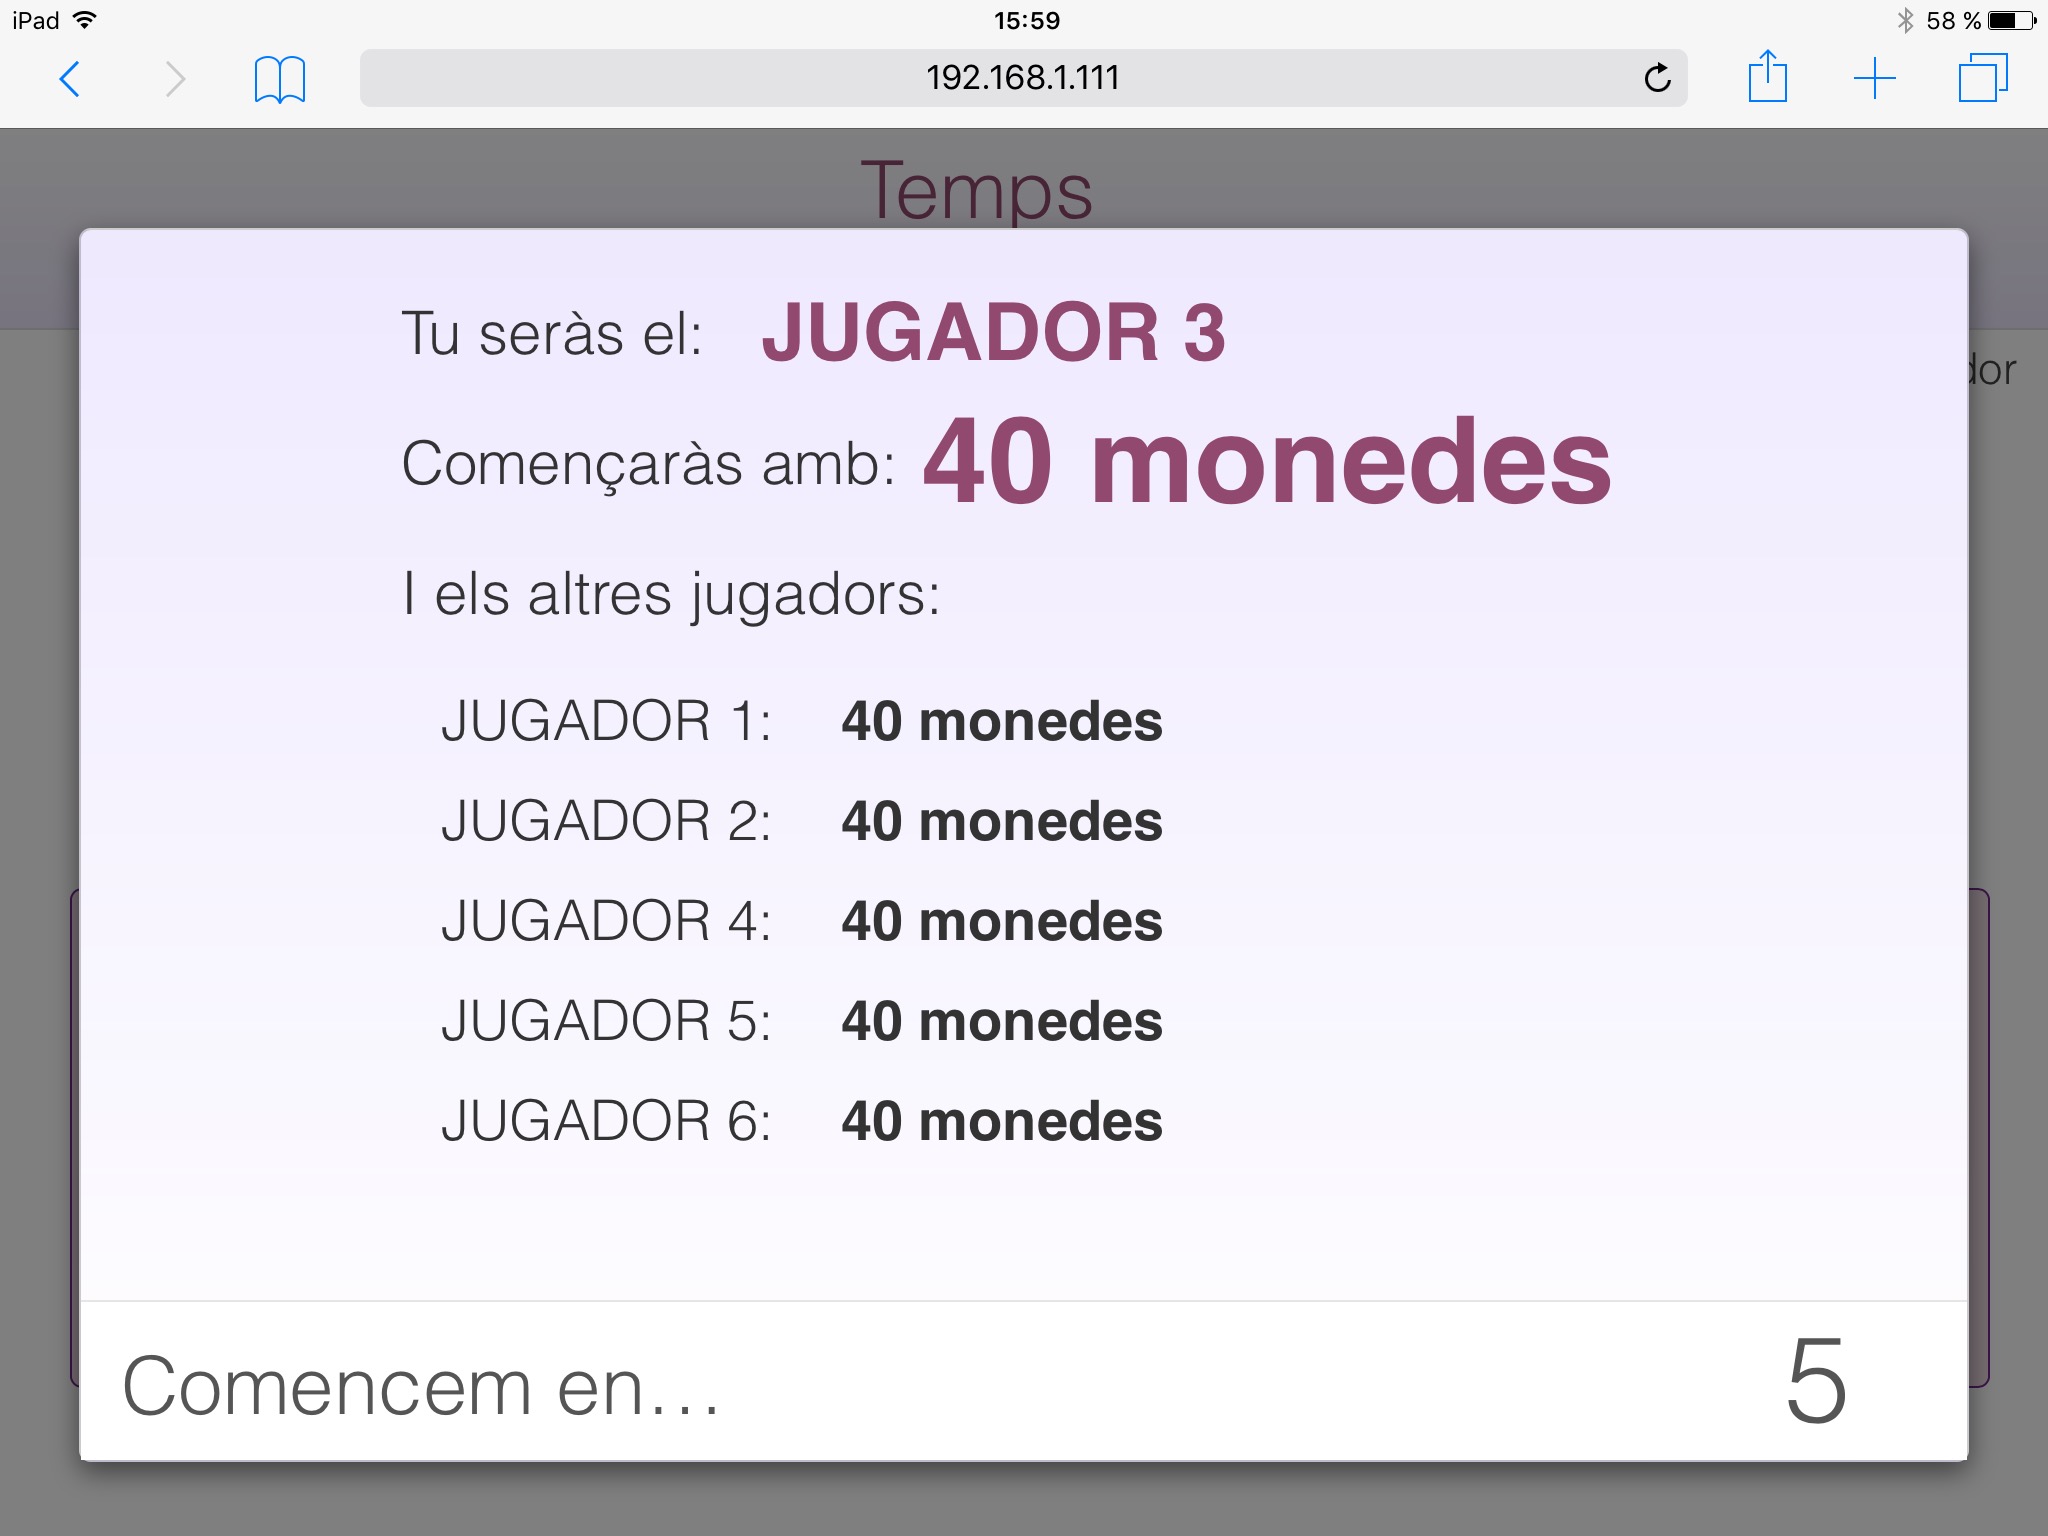 iPad 15:59 58 %
192.168.1.111
Temps
dor
Tu seràs el: JUGADOR 3
Començaràs amb: 40 monedes
I els altres jugadors:
JUGADOR 1: 40 monedes
JUGADOR 2: 40 monedes
JUGADOR 4: 40 monedes
JUGADOR 5: 40 monedes
JUGADOR 6: 40 monedes
Comencem en... 5